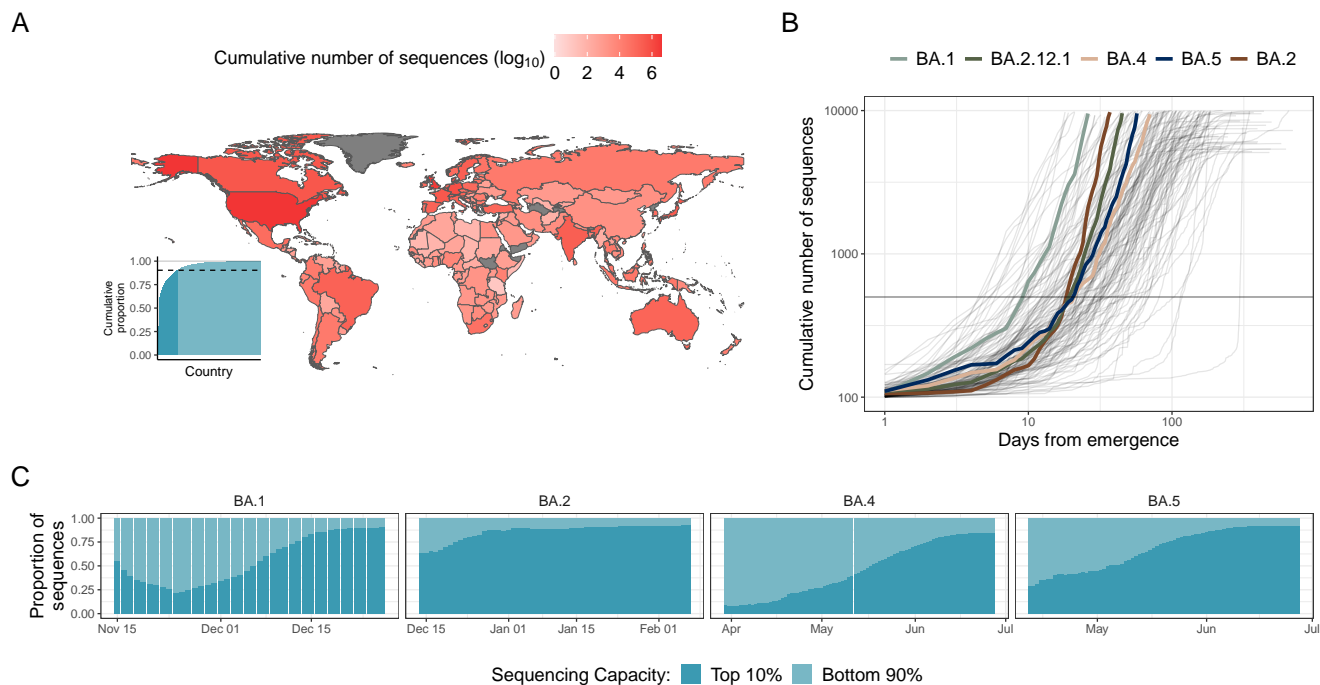 A
Cumulative number of sequences (log10)
0 2 4 6
1.00
0.75
0.50
0.25
0.00
Cumulative
proportion
Country
B
BA.1 BA.2.12.1 BA.4 BA.5 BA.2
10000
1000
100
Cumulative number of sequences
1 10 100
Days from emergence
C
BA.1 BA.2 BA.4 BA.5
Proportion of
sequences
1.00
0.75
0.50
0.25
0.00
Nov 15 Dec 01 Dec 15 Dec 15 Jan 01 Jan 15 Feb 01 Apr May Jun Jul May Jun Jul
Sequencing Capacity: Top 10% Bottom 90%